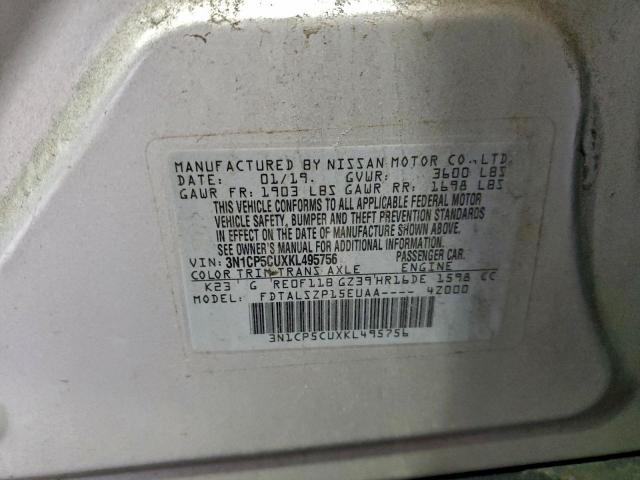 MANUFACTURED BY NISSAN MOTOR CO., LTD.
DATE: 01/19. GVWR: 3600 LBS
GAWR FR: 1903 LBS GAWR RR: 1698 LBS
THIS VEHICLE CONFORMS TO ALL APPLICABLE FEDERAL MOTOR
VEHICLE SAFETY, BUMPER AND THEFT PREVENTION STANDARDS
IN EFFECT ON THE DATE OF MANUFACTURE SHOWN ABOVE.
SEE OWNER'S MANUAL FOR ADDITIONAL INFORMATION.
VIN: 3N1CP5CUXKL495756 PASSENGER CAR.
COLOR TRIM TRANS AXLE ENGINE
K23 G RE0F11B GZ39 HR16DE 1598 CC
MODEL: FDTALSZP15EUAA---- 4Z000
3N1CP5CUXKL495756